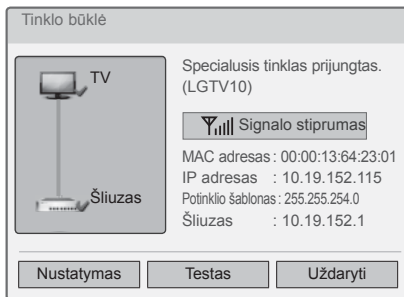 Tinklo būklė
TV
Šliuzas
Specialusis tinklas prijungtas.
(LGTV10)
Signalo stiprumas
MAC adresas : 00:00:13:64:23:01
IP adresas : 10.19.152.115
Potinklio šablonas : 255.255.254.0
Šliuzas : 10.19.152.1
Nustatymas
Testas
Uždaryti